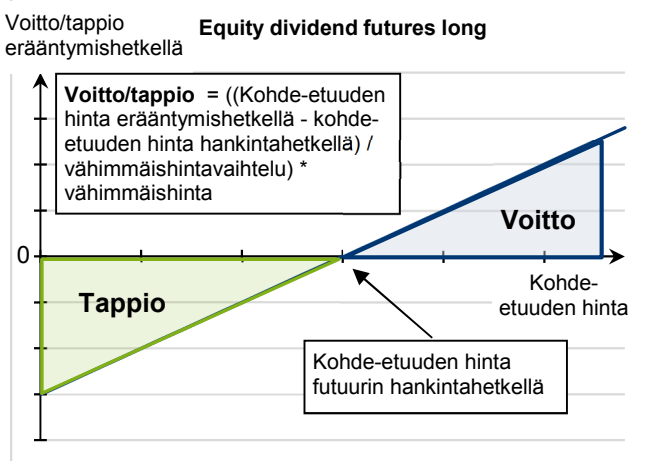 Voitto/tappio
erääntymishetkellä
Equity dividend futures long
Voitto/tappio = ((Kohde-etuuden
hinta erääntymishetkellä - kohde-
etuuden hinta hankintahetkellä) /
vähimmäishintavaihtelu) *
vähimmäishinta
Voitto
0
Kohde-
etuuden hinta
Tappio
Kohde-etuuden hinta
futuurin hankintahetkellä